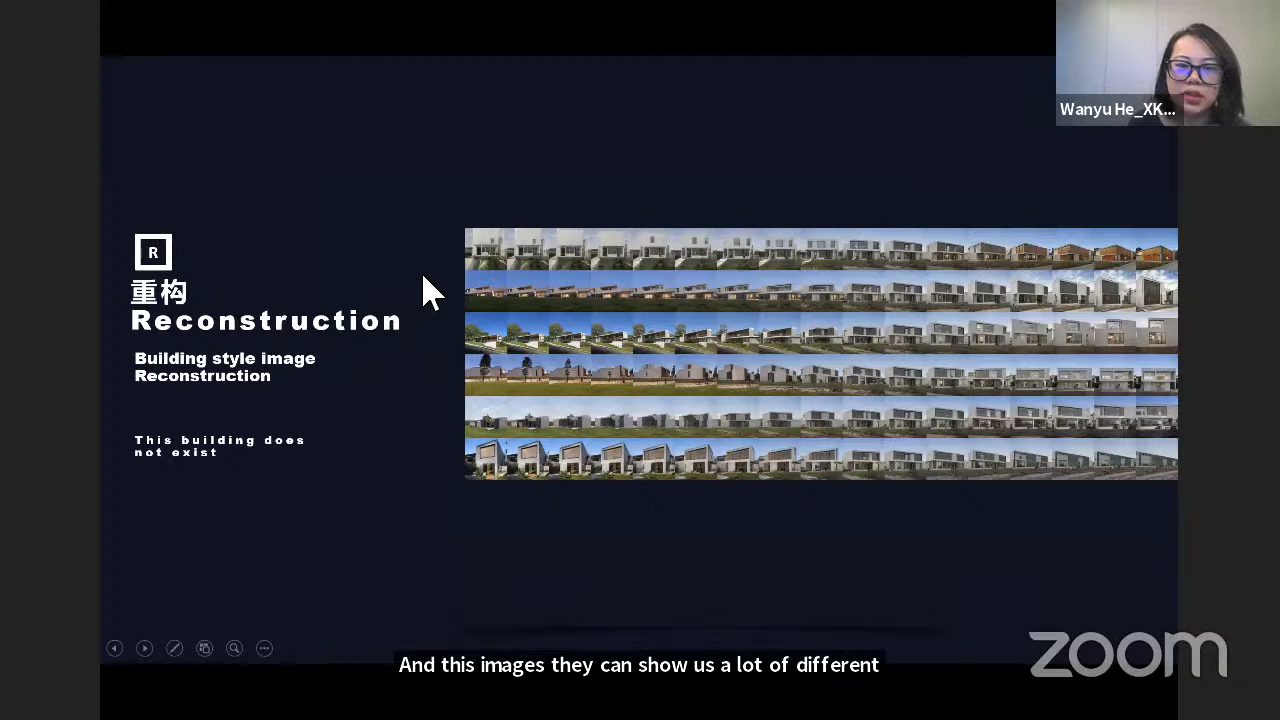 Wanyu He_XK...
R
重构
Reconstruction
Building style image
Reconstruction
This building does
not exist
And this images they can show us a lot of different
zoom